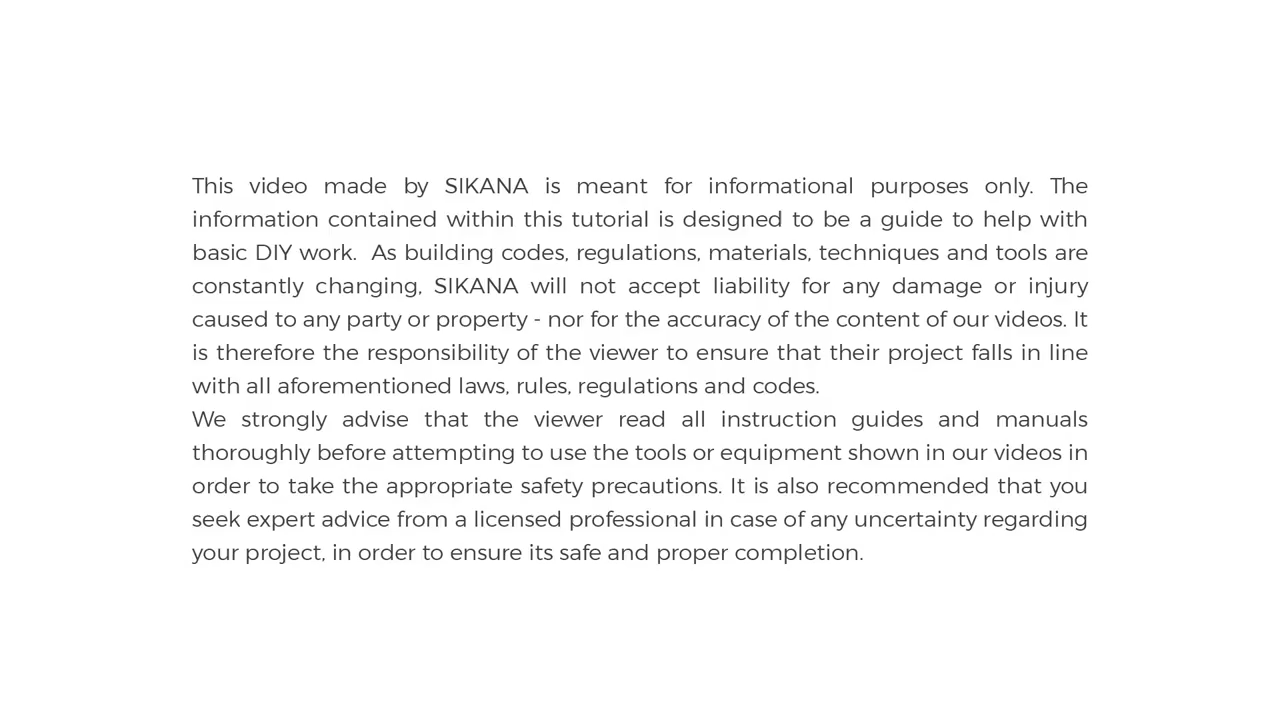 This video made by SIKANA is meant for informational purposes only. The
information contained within this tutorial is designed to be a guide to help with
basic DIY work.  As building codes, regulations, materials, techniques and tools are
constantly changing, SIKANA will not accept liability for any damage or injury
caused to any party or property - nor for the accuracy of the content of our videos. It
is therefore the responsibility of the viewer to ensure that their project falls in line
with all aforementioned laws, rules, regulations and codes.
We strongly advise that the viewer read all instruction guides and manuals
thoroughly before attempting to use the tools or equipment shown in our videos in
order to take the appropriate safety precautions. It is also recommended that you
seek expert advice from a licensed professional in case of any uncertainty regarding
your project, in order to ensure its safe and proper completion.